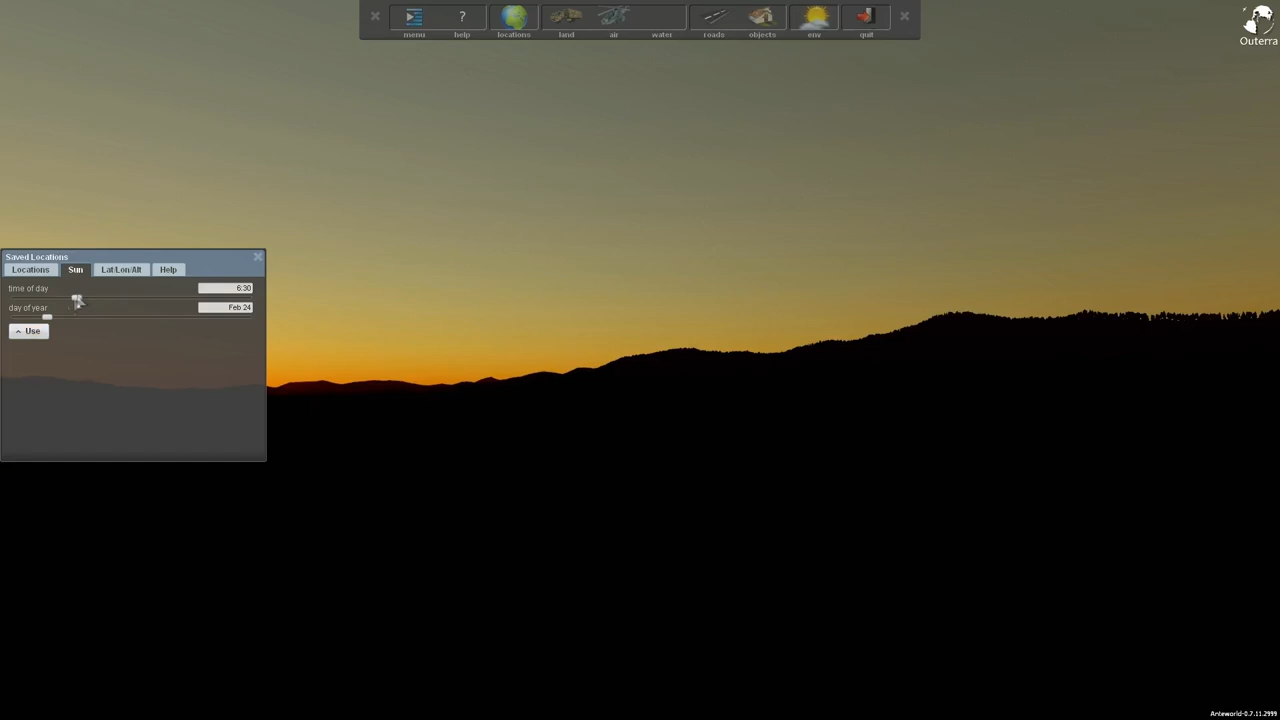 menu help locations land air water roads objects env quit
Outerra
Saved Locations
Locations Sun Lat/Lon/Alt Help
time of day 6:30
day of year Feb 24
Use
Anteworld-0.7.11.2999